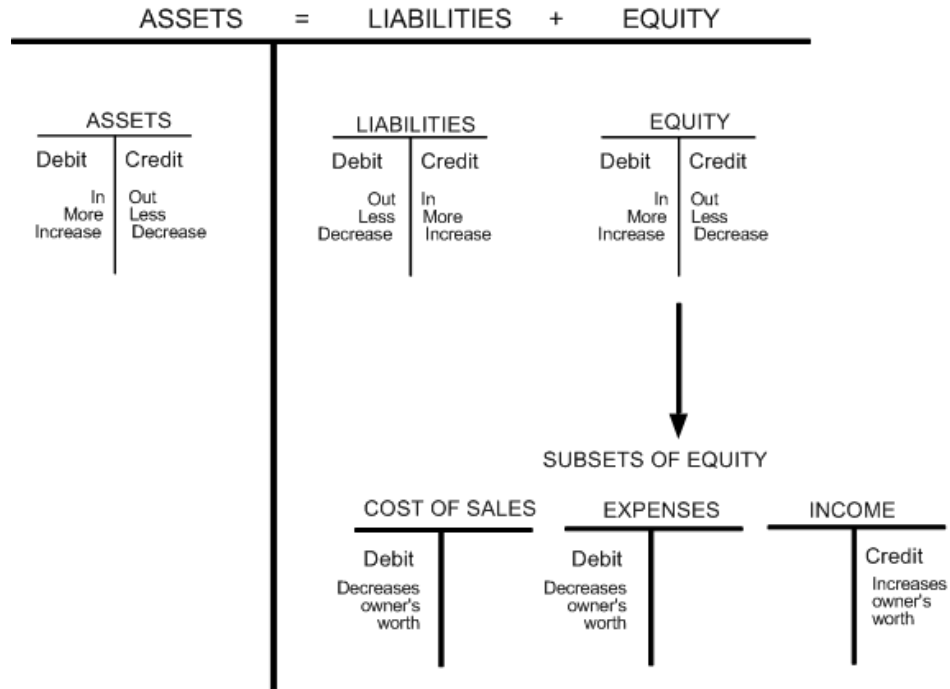 ASSETS = LIABILITIES + EQUITY
ASSETS
Debit Credit
In Out
More Less
Increase Decrease
LIABILITIES
Debit Credit
Out In
Less More
Decrease Increase
EQUITY
Debit Credit
In Out
More Less
Increase Decrease
SUBSETS OF EQUITY
COST OF SALES
Debit
Decreases
owner's
worth
EXPENSES
Debit
Decreases
owner's
worth
INCOME
Credit
Increases
owner's
worth